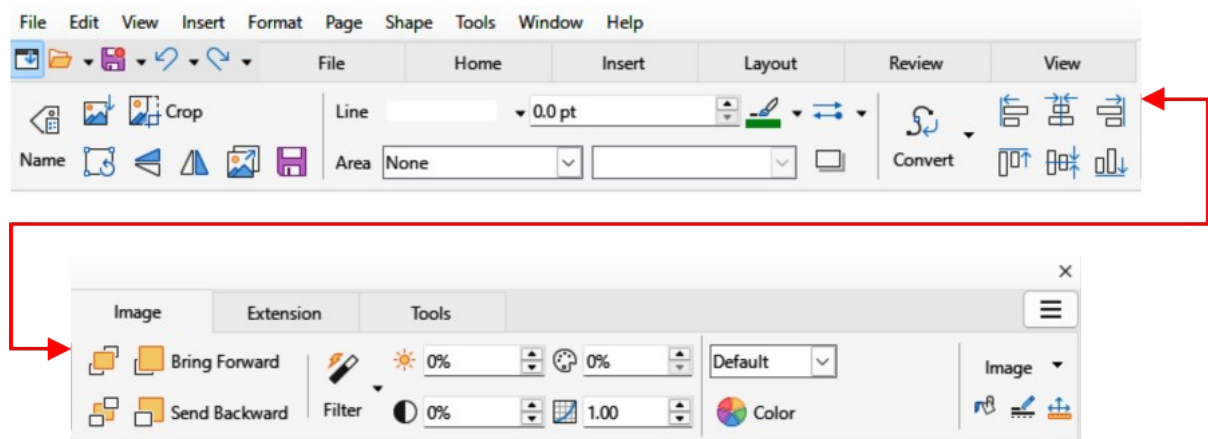 File Edit View Insert Format Page Shape Tools Window Help
File Home Insert Layout Review View
Crop Line 0.0 pt
Name Area None Convert
Image Extension Tools
Bring Forward 0% 0% Default Image
Send Backward Filter 0% 1.00 Color